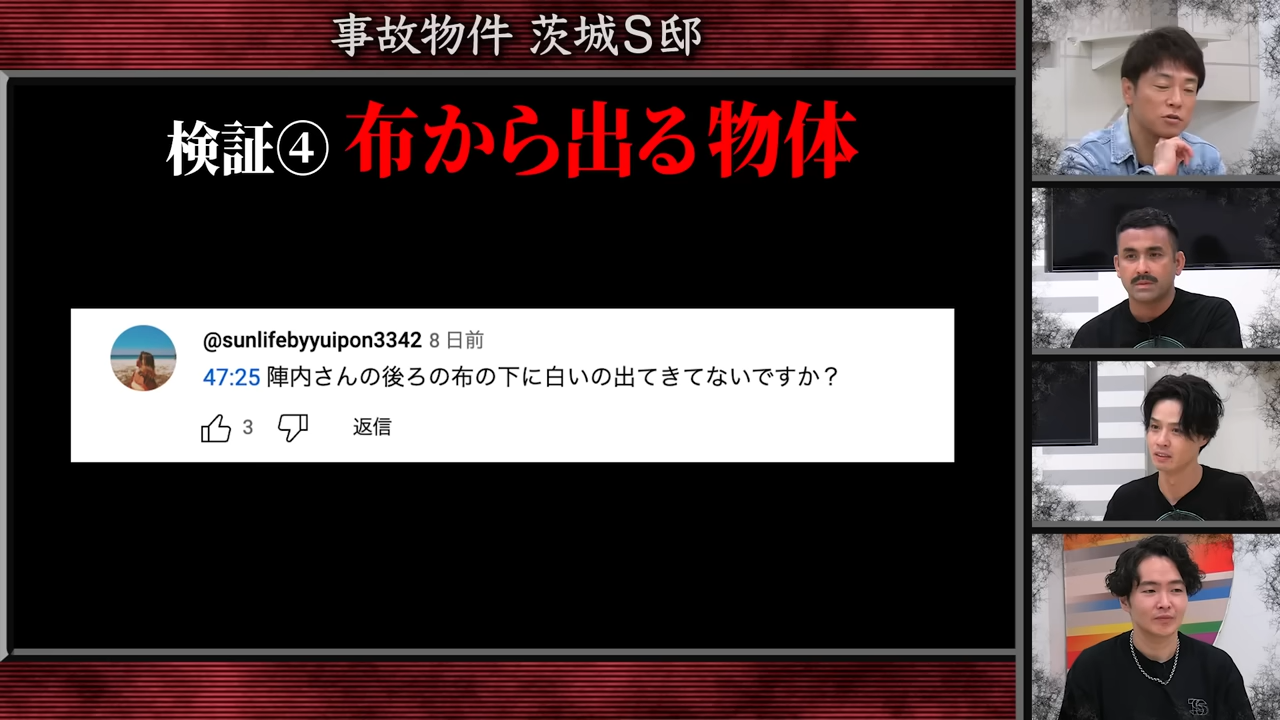 事故物件 茨城S邸
検証④ 布から出る物体
@sunlifebyyuipon3342 8 日前
47:25 陣内さんの後ろの布の下に白いの出てきてないですか？
3 返信